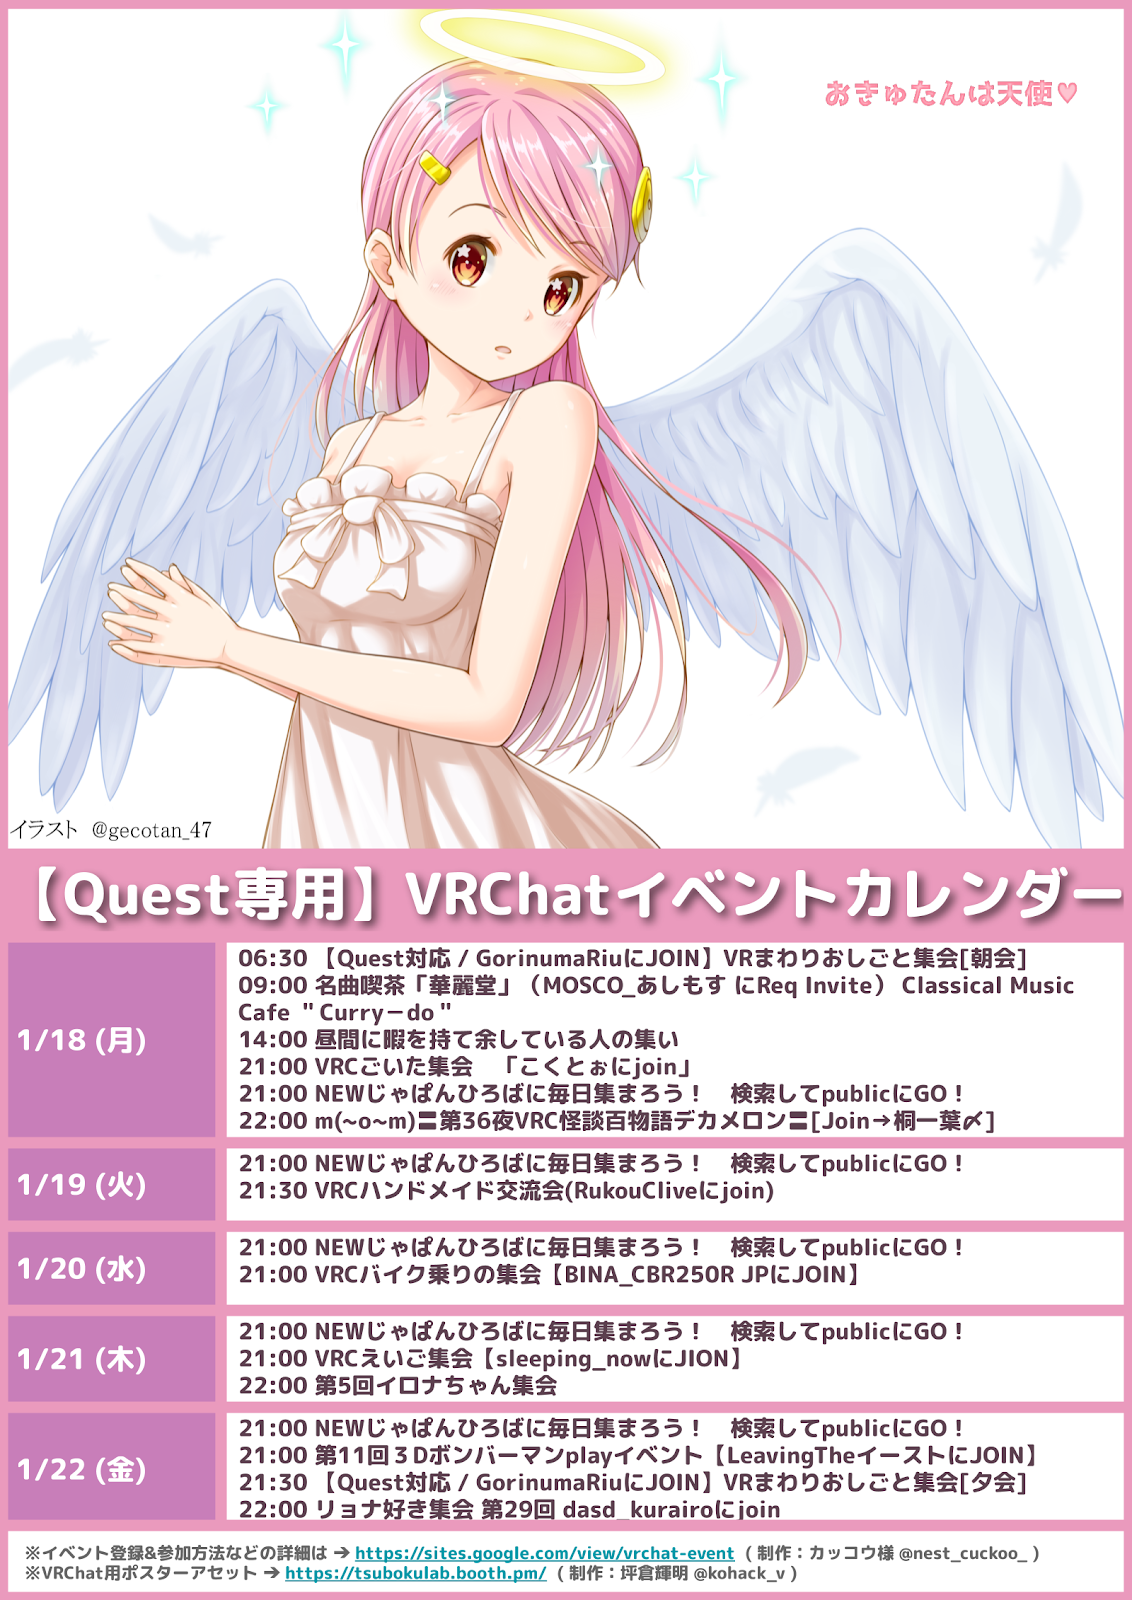 おきゅたんは天使♥
イラスト @gecotan_47
【Quest専用】VRChatイベントカレンダー
1/18 (月)
06:30 【Quest対応 / GorinumaRiuにJOIN】VRまわりおしごと集会[朝会]
09:00 名曲喫茶「華麗堂」（MOSCO_あしもす にReq Invite） Classical Music
Cafe ＂Curry－do＂
14:00 昼間に暇を持て余している人の集い
21:00 VRCごいた集会　「こくとぉにjoin」
21:00 NEWじゃぱんひろばに毎日集まろう！　検索してpublicにGO！
22:00 m(~o~m)〓第36夜VRC怪談百物語デカメロン〓[Join→桐一葉〆]
1/19 (火)
21:00 NEWじゃぱんひろばに毎日集まろう！　検索してpublicにGO！
21:30 VRCハンドメイド交流会(RukouCliveにjoin)
1/20 (水)
21:00 NEWじゃぱんひろばに毎日集まろう！　検索してpublicにGO！
21:00 VRCバイク乗りの集会【BINA_CBR250R JPにJOIN】
1/21 (木)
21:00 NEWじゃぱんひろばに毎日集まろう！　検索してpublicにGO！
21:00 VRCえいご集会【sleeping_nowにJION】
22:00 第5回イロナちゃん集会
1/22 (金)
21:00 NEWじゃぱんひろばに毎日集まろう！　検索してpublicにGO！
21:00 第11回３Dボンバーマンplayイベント【LeavingTheイーストにJOIN】
21:30 【Quest対応 / GorinumaRiuにJOIN】VRまわりおしごと集会[夕会]
22:00 リョナ好き集会 第29回 dasd_kurairoにjoin
※イベント登録&参加方法などの詳細は → https://sites.google.com/view/vrchat-event ( 制作：カッコウ様 @nest_cuckoo_ )
※VRChat用ポスターアセット → https://tsubokulab.booth.pm/ ( 制作：坪倉輝明 @kohack_v )